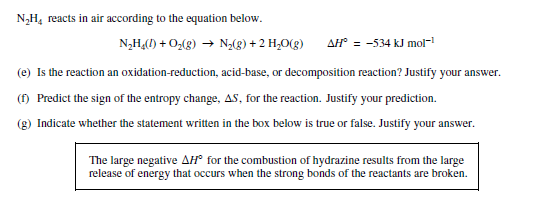 N₂H₄ reacts in air according to the equation below.
N₂H₄(l) + O₂(g) → N₂(g) + 2 H₂O(g) ΔH° = −534 kJ mol⁻¹
(e) Is the reaction an oxidation-reduction, acid-base, or decomposition reaction? Justify your answer.
(f) Predict the sign of the entropy change, ΔS, for the reaction. Justify your prediction.
(g) Indicate whether the statement written in the box below is true or false. Justify your answer.
The large negative ΔH° for the combustion of hydrazine results from the large
release of energy that occurs when the strong bonds of the reactants are broken.